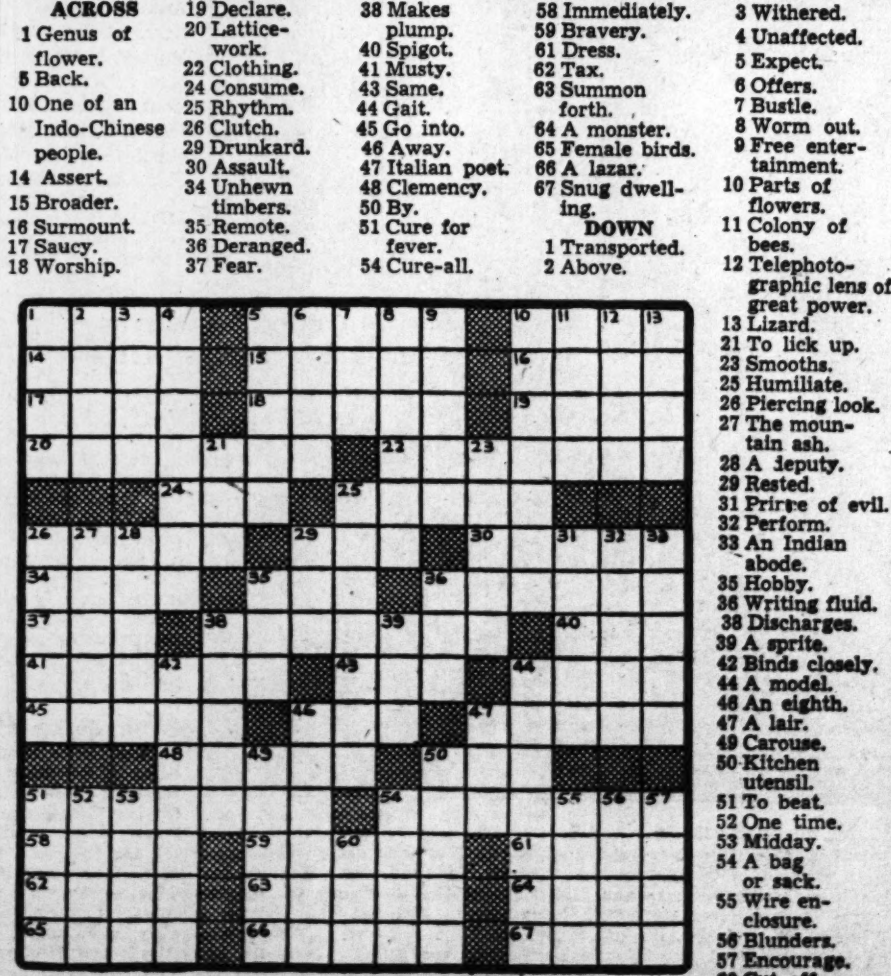 ACROSS
1 Genus of
flower.
5 Back.
10 One of an
Indo-Chinese
people.
14 Assert.
15 Broader.
16 Surmount.
17 Saucy.
18 Worship.
19 Declare.
20 Lattice-
work.
22 Clothing.
24 Consume.
25 Rhythm.
26 Clutch.
29 Drunkard.
30 Assault.
34 Unhewn
timbers.
35 Remote.
36 Deranged.
37 Fear.
38 Makes
plump.
40 Spigot.
41 Musty.
43 Same.
44 Gait.
45 Go into.
46 Away.
47 Italian poet.
48 Clemency.
50 By.
51 Cure for
fever.
54 Cure-all.
58 Immediately.
59 Bravery.
61 Dress.
62 Tax.
63 Summon
forth.
64 A monster.
65 Female birds.
66 A lazar.
67 Snug dwell-
ing.
DOWN
1 Transported.
2 Above.
3 Withered.
4 Unaffected.
5 Expect.
6 Offers.
7 Bustle.
8 Worm out.
9 Free enter-
tainment.
10 Parts of
flowers.
11 Colony of
bees.
12 Telephoto-
graphic lens of
great power.
13 Lizard.
21 To lick up.
23 Smooths.
25 Humiliate.
26 Piercing look.
27 The moun-
tain ash.
28 A deputy.
29 Rested.
31 Prince of evil.
32 Perform.
33 An Indian
abode.
35 Hobby.
36 Writing fluid.
38 Discharges.
39 A sprite.
42 Binds closely.
44 A model.
46 An eighth.
47 A lair.
49 Carouse.
50 Kitchen
utensil.
51 To beat.
52 One time.
53 Midday.
54 A bag
or sack.
55 Wire en-
closure.
56 Blunders.
57 Encourage.
1 2 3 4 5 6 7 8 9 10 11 12 13
14 15 16
17 18 19
20 21 22 23
24 25
26 27 28 29 30 31 32 33
34 35 36
37 38 39 40
41 42 43 44
45 46 47
48 49 50
51 52 53 54 55 56 57
58 59 60 61
62 63 64
65 66 67